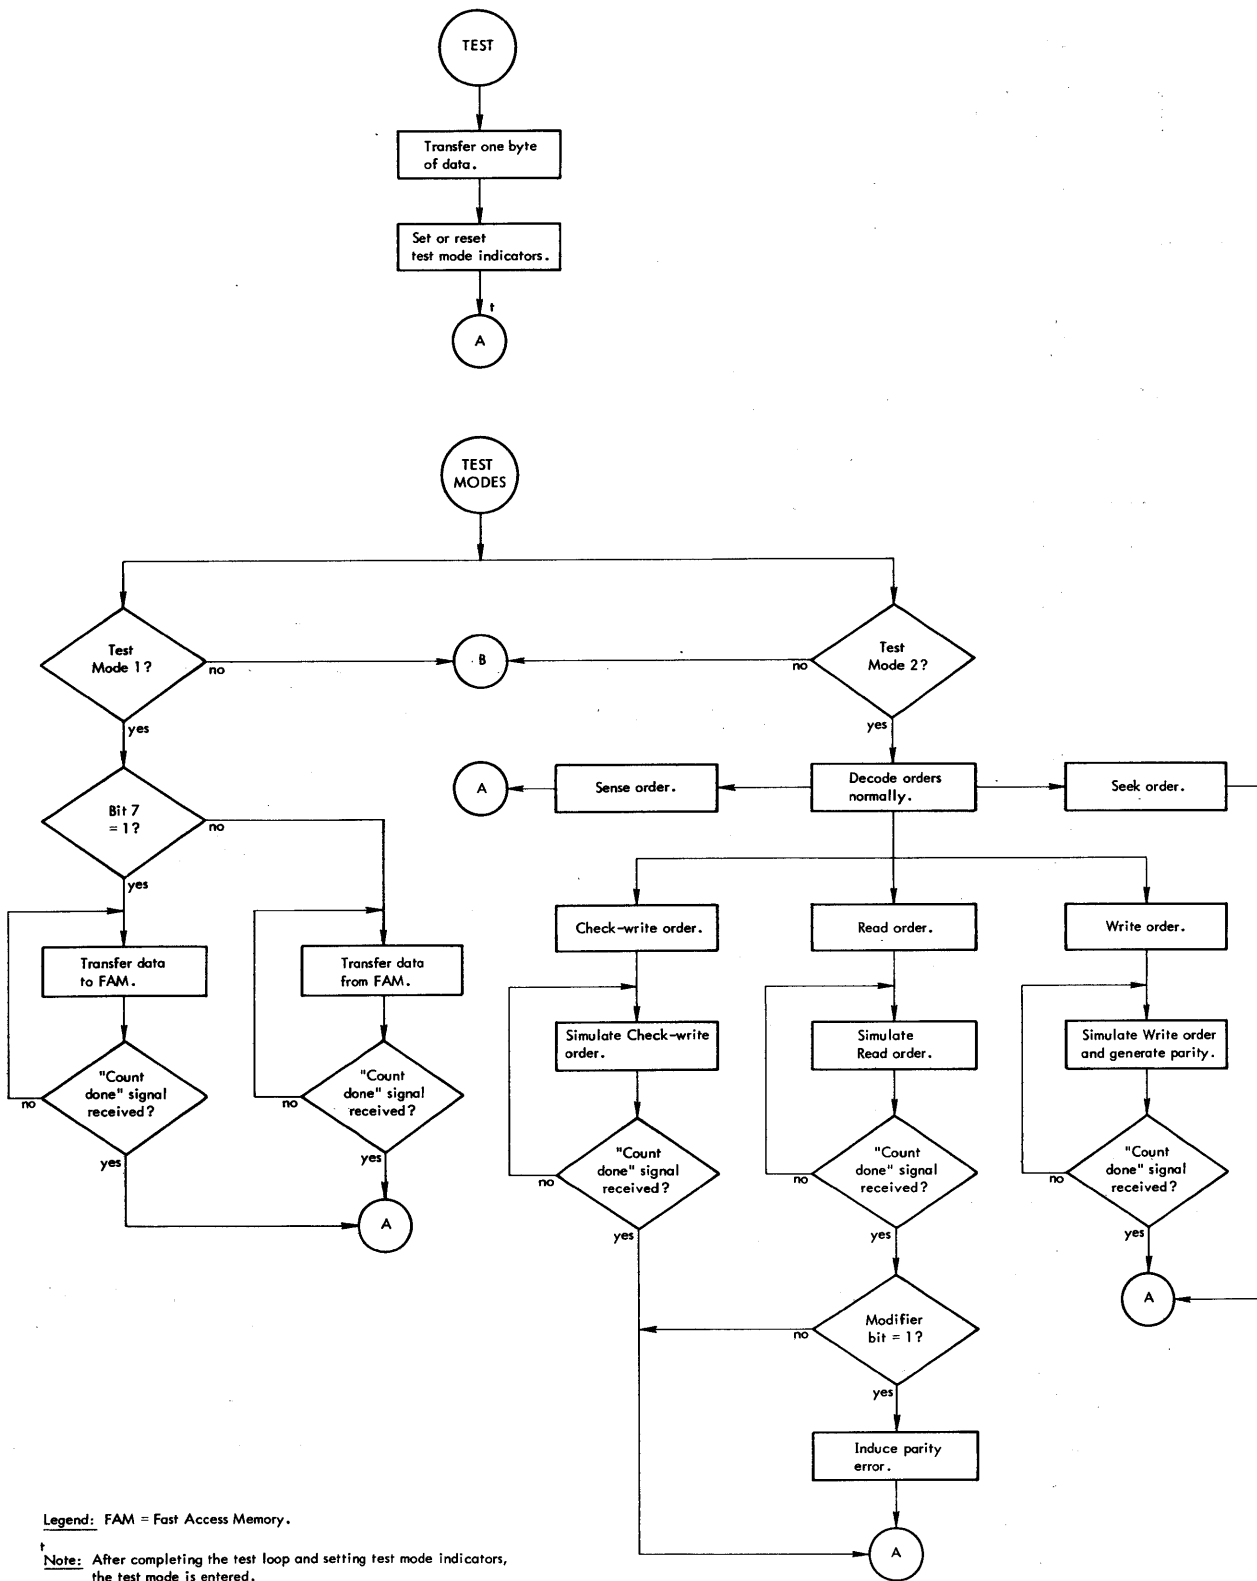 TEST
Transfer one byte
of data.
Set or reset
test mode indicators.
t
A
TEST
MODES
Test
Mode 1?
no
B
no
Test
Mode 2?
yes
yes
A
Sense order.
Decode orders
normally.
Seek order.
Bit 7
= 1?
no
yes
Check-write order.
Read order.
Write order.
Transfer data
to FAM.
Transfer data
from FAM.
Simulate Check-write
order.
Simulate
Read order.
Simulate Write order
and generate parity.
"Count
done" signal
received?
no
yes
"Count
done" signal
received?
no
yes
"Count
done" signal
received?
no
yes
"Count
done" signal
received?
no
yes
"Count
done" signal
received?
no
yes
A
A
Modifier
bit = 1?
no
yes
Induce parity
error.
A
Legend: FAM = Fast Access Memory.
t
Note: After completing the test loop and setting test mode indicators,
the test mode is entered.